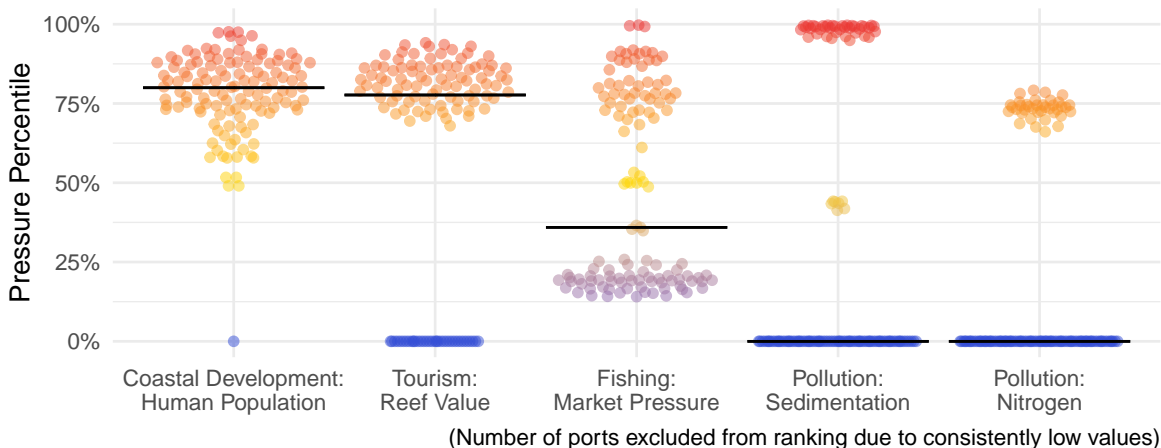 Pressure Percentile
100%
75%
50%
25%
0%
Coastal Development:
Human Population
Tourism:
Reef Value
Fishing:
Market Pressure
Pollution:
Sedimentation
Pollution:
Nitrogen
(Number of ports excluded from ranking due to consistently low values)